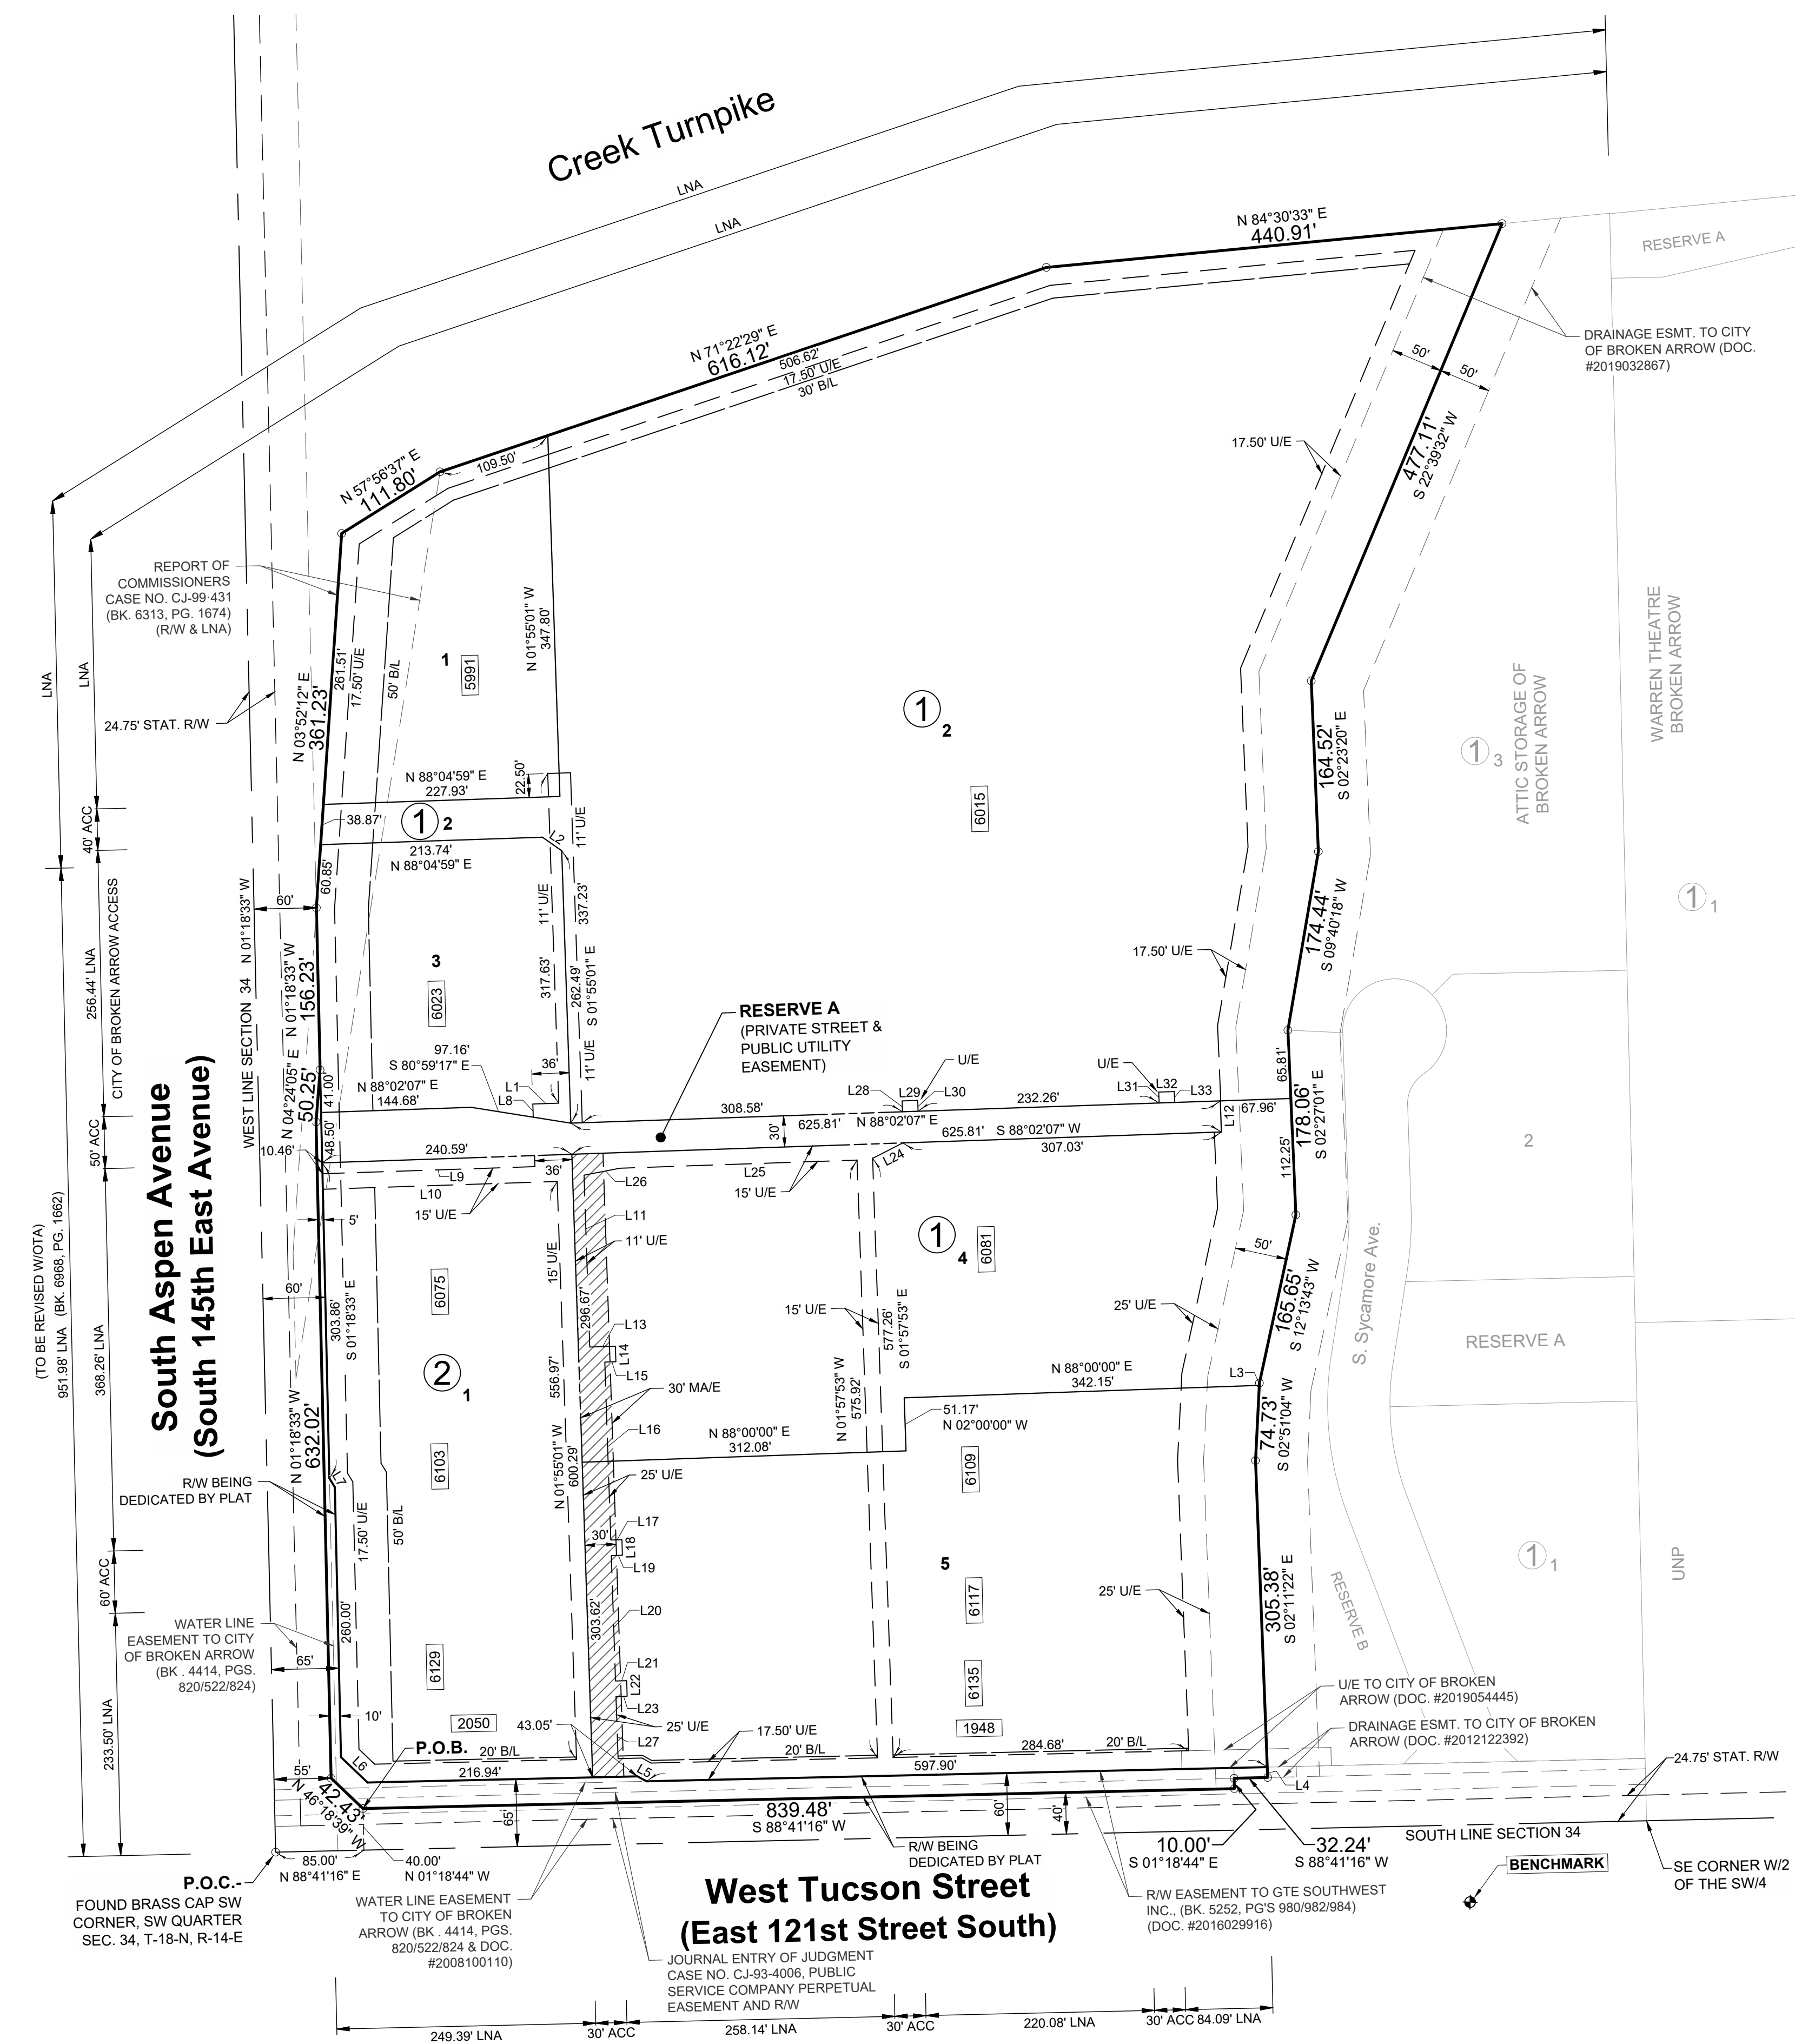 Creek Turnpike
LNA
LNA
N 84°30'33" E
440.91'
RESERVE A
DRAINAGE ESMT. TO CITY
OF BROKEN ARROW (DOC.
#2019032867)
50'
50'
N 71°22'29" E
616.12'
506.62'
17.50' U/E
30' B/L
477.11'
S 22°39'32" W
17.50' U/E
109.50'
N 57°56'37" E
111.80'
REPORT OF
COMMISSIONERS
CASE NO. CJ-99-431
(BK. 6313, PG. 1674)
(R/W & LNA)
LNA
LNA
24.75' STAT. R/W
N 03°52'12" E
361.23'
261.51'
17.50' U/E
50' B/L
1
5991
N 01°55'01" W
347.80'
1
2
6015
WARREN THEATRE
BROKEN ARROW
ATTIC STORAGE OF
BROKEN ARROW
1
3
1
1
164.52'
S 02°23'20" E
N 88°04'59" E
227.93'
22.50'
38.87'
1
2
L2
11' U/E
213.74'
N 88°04'59" E
40' ACC
60.85'
60'
11' U/E
337.23'
174.44'
S 09°40'18" W
17.50' U/E
256.44' LNA
CITY OF BROKEN ARROW ACCESS
WEST LINE SECTION 34   N 01°18'33" W
N 01°18'33" W
156.23'
3
6023
317.63'
262.49'
S 01°55'01" E
11' U/E
RESERVE A
(PRIVATE STREET &
PUBLIC UTILITY
EASEMENT)
97.16'
S 80°59'17" E
36'
L1
L8
N 88°02'07" E
144.68'
41.00'
N 04°24'05" E
50.25'
U/E
L28
L29
L30
U/E
L31
L32
L33
65.81'
308.58'
232.26'
67.96'
L12
178.06'
S 02°27'01" E
30'
625.81'   N 88°02'07" E
625.81'   S 88°02'07" W
307.03'
112.25'
2
50' ACC
10.46'
48.50'
240.59'
36'
L9
L10
15' U/E
L26
L25
15' U/E
L24
L11
11' U/E
1
4
6081
50'
South Aspen Avenue
(South 145th East Avenue)
(TO BE REVISED W/OTA)
951.98' LNA   (BK. 6968, PG. 1662)
368.26' LNA
5'
60'
303.86'
S 01°18'33" E
6075
15' U/E
296.67'
L13
L14
L15
15' U/E
577.26'
S 01°57'53" E
25' U/E
165.65'
S 12°13'43" W
S. Sycamore Ave.
RESERVE A
2
1
556.97'
30' MA/E
N 01°57'53" W
575.92'
N 88°00'00" E
342.15'
L3
51.17'
N 02°00'00" W
N 88°00'00" E
312.08'
L16
N 01°18'33" W
632.02'
N 01°55'01" W
600.29'
74.73'
S 02°51'04" W
6103
6109
R/W BEING
DEDICATED BY PLAT
L7
25' U/E
17.50' U/E
50' B/L
30'
L17
L18
L19
5
60' ACC
1
1
UNP
RESERVE B
25' U/E
6117
305.38'
S 02°11'22" E
303.62'
L20
WATER LINE
EASEMENT TO CITY
OF BROKEN ARROW
(BK . 4414, PGS.
820/522/824)
260.00'
65'
6129
L21
L22
L23
6135
U/E TO CITY OF BROKEN
ARROW (DOC. #2019054445)
DRAINAGE ESMT. TO CITY OF BROKEN
ARROW (DOC. #2012122392)
233.50' LNA
10'
2050
43.05'
25' U/E
17.50' U/E
1948
P.O.B.
20' B/L
L27
20' B/L
284.68'
20' B/L
24.75' STAT. R/W
L6
216.94'
L5
597.90'
L4
55'
42.43'
N 46°18'39" W
65'
839.48'
S 88°41'16" W
60'
40'
R/W BEING
DEDICATED BY PLAT
10.00'
S 01°18'44" E
32.24'
S 88°41'16" W
SOUTH LINE SECTION 34
BENCHMARK
SE CORNER W/2
OF THE SW/4
85.00'
N 88°41'16" E
40.00'
N 01°18'44" W
P.O.C.-
FOUND BRASS CAP SW
CORNER, SW QUARTER
SEC. 34, T-18-N, R-14-E
WATER LINE EASEMENT
TO CITY OF BROKEN
ARROW (BK . 4414, PGS.
820/522/824 & DOC.
#2008100110)
West Tucson Street
(East 121st Street South)
R/W EASEMENT TO GTE SOUTHWEST
INC., (BK. 5252, PG'S 980/982/984)
(DOC. #2016029916)
JOURNAL ENTRY OF JUDGMENT
CASE NO. CJ-93-4006, PUBLIC
SERVICE COMPANY PERPETUAL
EASEMENT AND R/W
249.39' LNA
30' ACC
258.14' LNA
30' ACC
220.08' LNA
30' ACC
84.09' LNA